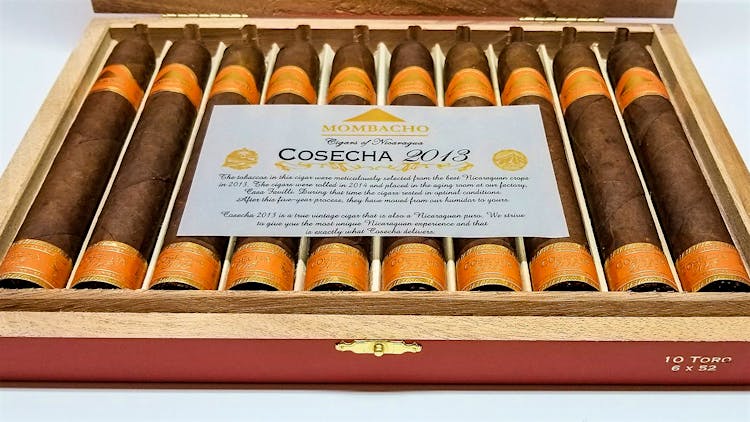 MOMBACHO
Cigars of Nicaragua
COSECHA 2013
The tobaccos in this cigar were meticulously selected from the best Nicaraguan crops
in 2013. The cigars were rolled in 2014 and placed in the aging room at our factory,
Casa Favilli. During that time the cigars rested in optimal conditions.
After this five-year process, they have moved from our humidor to yours.
Cosecha 2013 is a true vintage cigar that is also a Nicaraguan puro. We strive
to give you the most unique Nicaraguan experience and that
is exactly what Cosecha delivers.
10 TORO
6 x 52